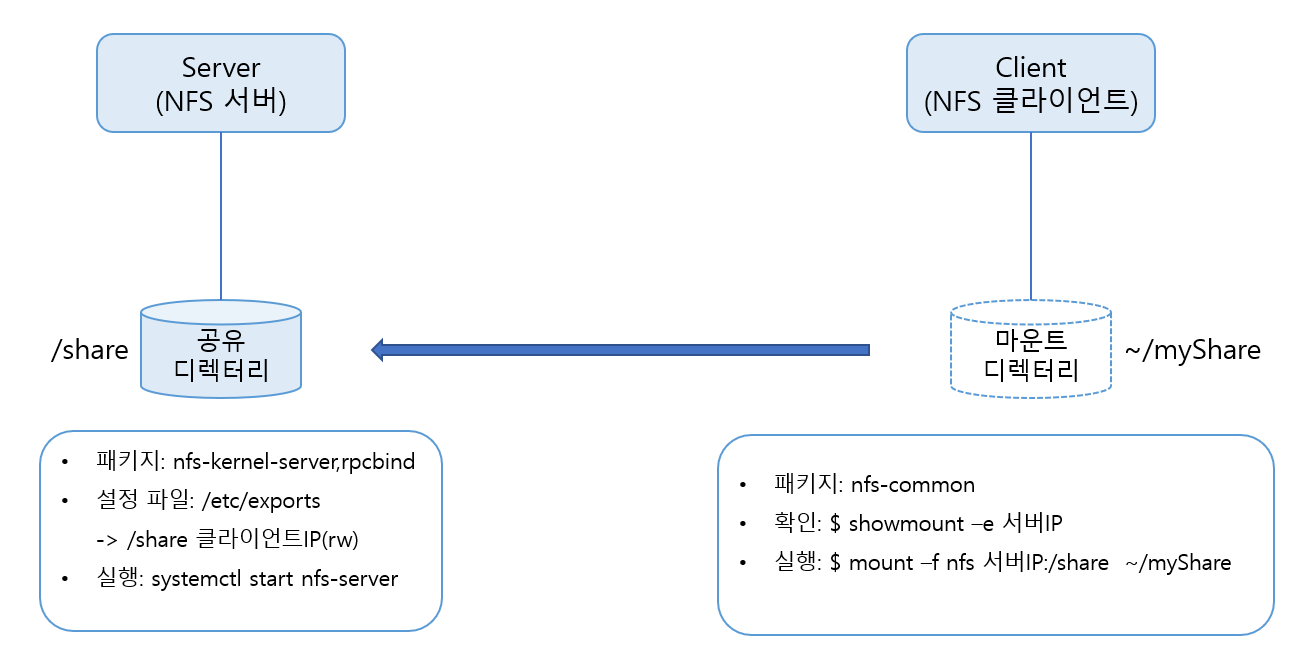 Server
(NFS 서버)
Client
(NFS 클라이언트)
/share
공유
디렉터리
마운트
디렉터리
~/myShare
• 패키지: nfs-kernel-server,rpcbind
• 설정 파일: /etc/exports
-> /share 클라이언트IP(rw)
• 실행: systemctl start nfs-server
• 패키지: nfs-common
• 확인: $ showmount –e 서버IP
• 실행: $ mount –f nfs 서버IP:/share ~/myShare